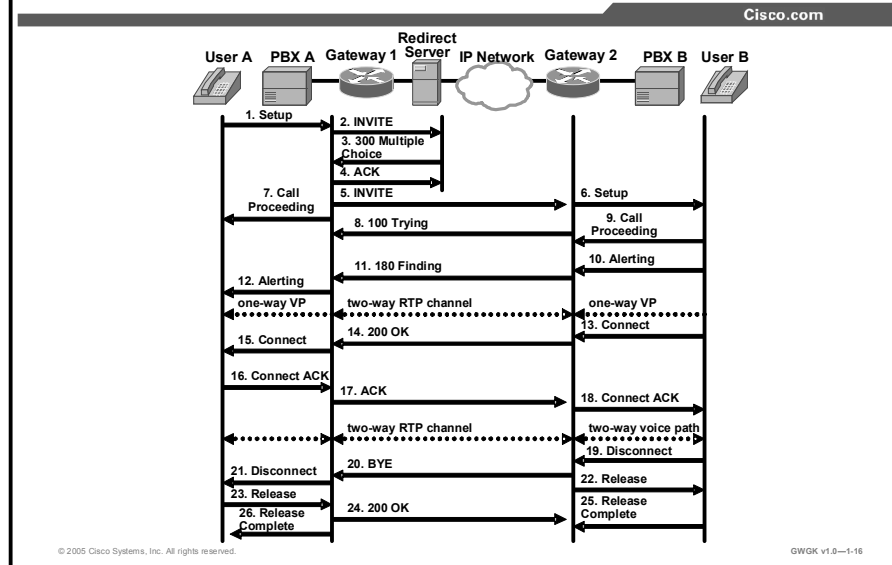 Cisco.com
User A
PBX A
Gateway 1
Redirect
Server
IP Network
Gateway 2
PBX B
User B
1. Setup
2. INVITE
3. 300 Multiple
Choice
4. ACK
5. INVITE
6. Setup
7. Call
Proceeding
8. 100 Trying
9. Call
Proceeding
10. Alerting
11. 180 Finding
12. Alerting
one-way VP
two-way RTP channel
one-way VP
13. Connect
14. 200 OK
15. Connect
16. Connect ACK
17. ACK
18. Connect ACK
two-way RTP channel
two-way voice path
19. Disconnect
20. BYE
21. Disconnect
22. Release
23. Release
24. 200 OK
25. Release
Complete
26. Release
Complete
© 2005 Cisco Systems, Inc. All rights reserved.
GWGK v1.0—1-16